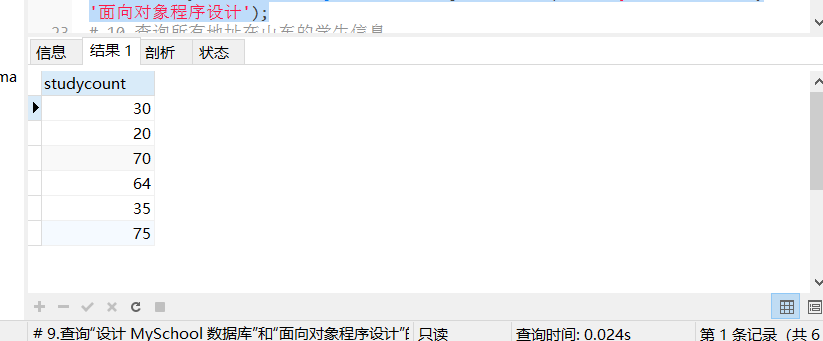 '面向对象程序设计');
23 # 10.查询所有地址在山东的学生信息
信息 结果 1 剖析 状态
ma
studycount
30
20
70
64
35
75
# 9.查询“设计 MySchool 数据库”和“面向对象程序设计”的 只读 查询时间: 0.024s 第 1 条记录（共 6